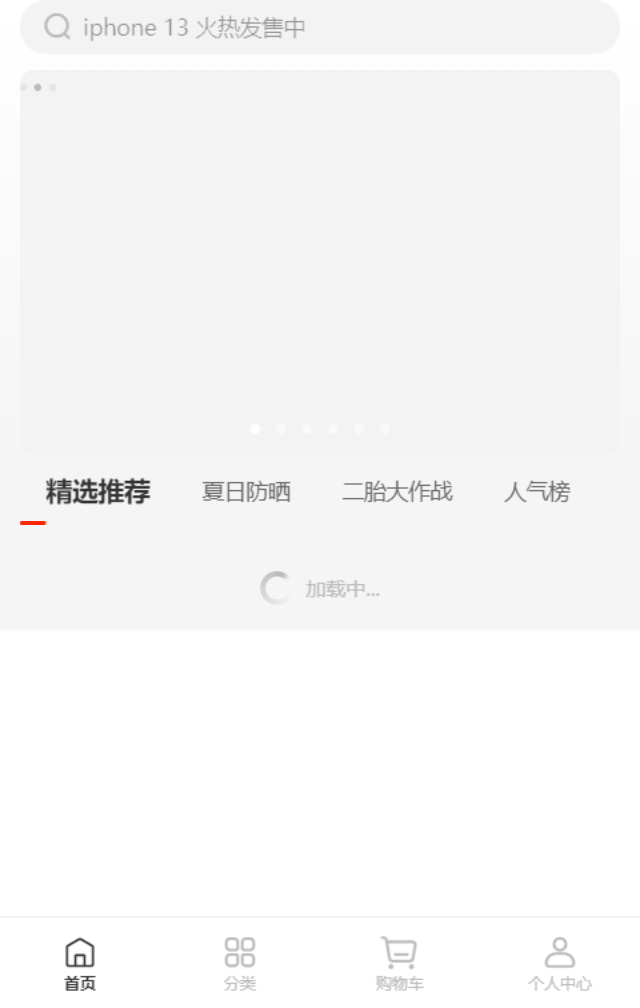 iphone 13 火热发售中
精选推荐 夏日防晒 二胎大作战 人气榜
加载中...
首页 分类 购物车 个人中心